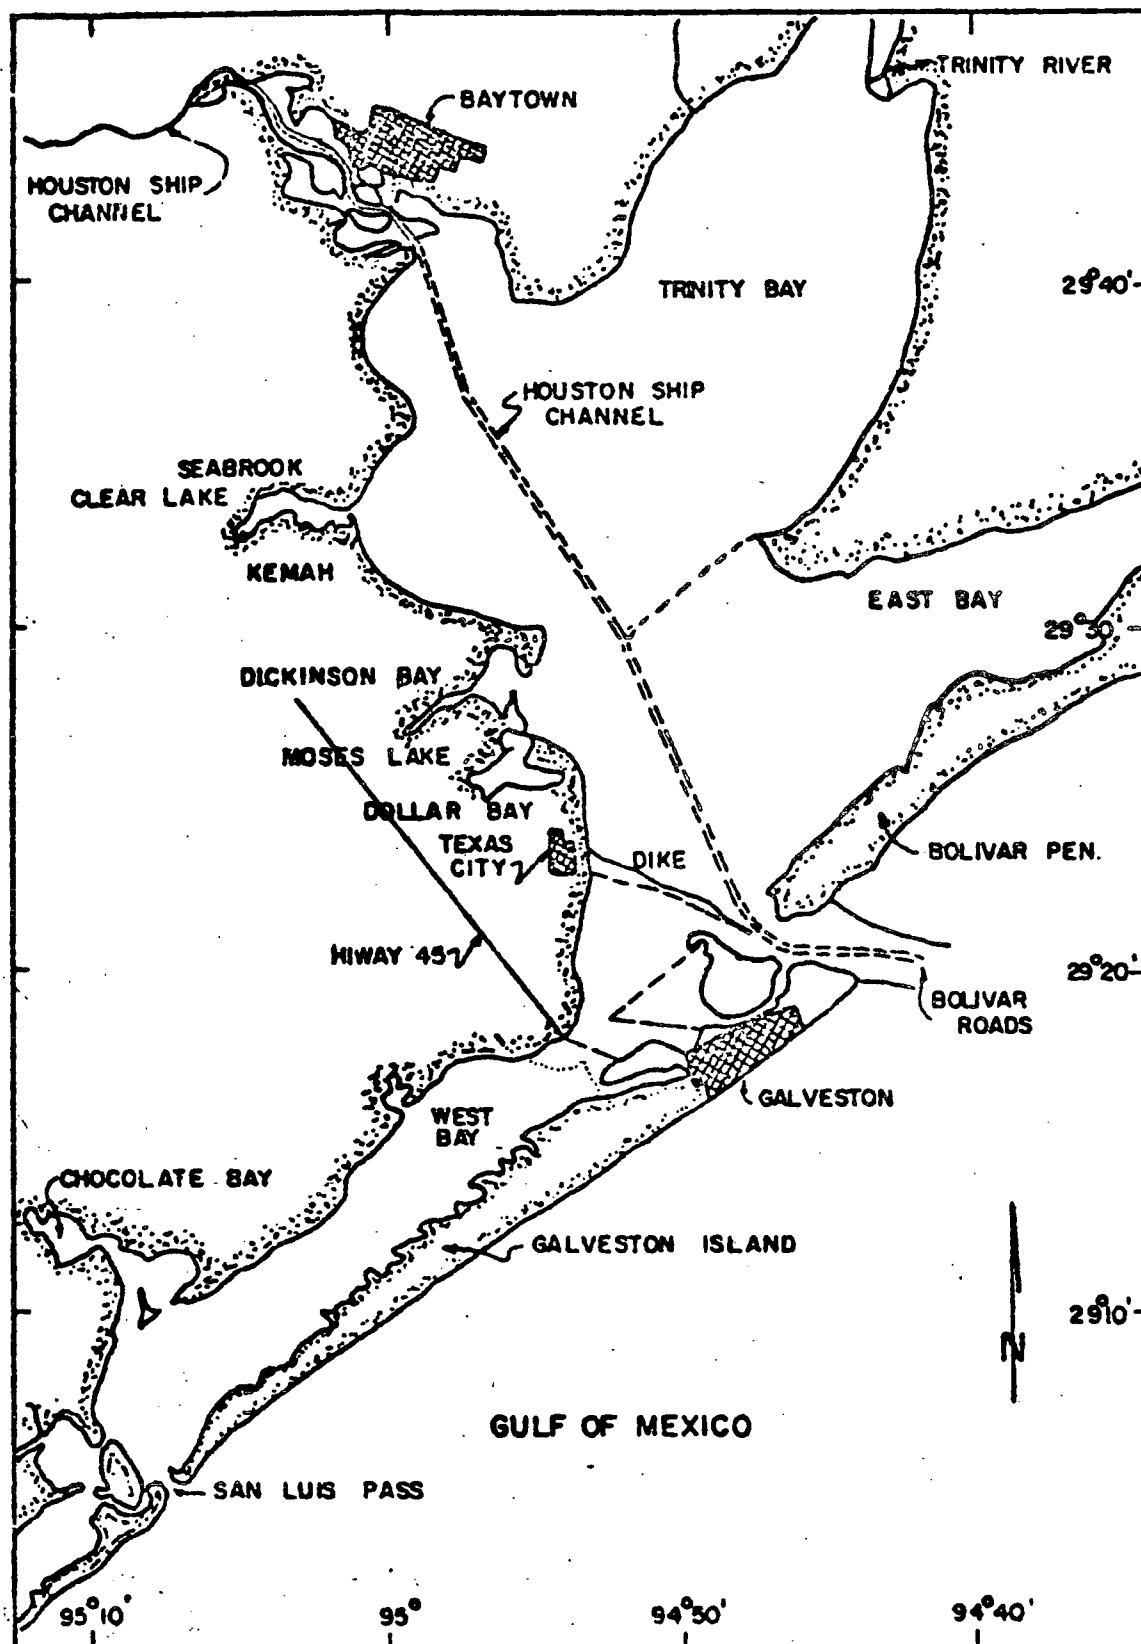 TRINITY RIVER
BAYTOWN
HOUSTON SHIP
CHANNEL
TRINITY BAY
29°40'
HOUSTON SHIP
CHANNEL
SEABROOK
CLEAR LAKE
KEMAH
EAST BAY
29°30'
DICKINSON BAY
MOSES LAKE
DOLLAR BAY
TEXAS
CITY
DIKE
BOLIVAR PEN.
HIWAY 45
29°20'
BOLIVAR
ROADS
GALVESTON
WEST
BAY
CHOCOLATE BAY
GALVESTON ISLAND
29°10'
N
GULF OF MEXICO
SAN LUIS PASS
95°10'
95°
94°50'
94°40'